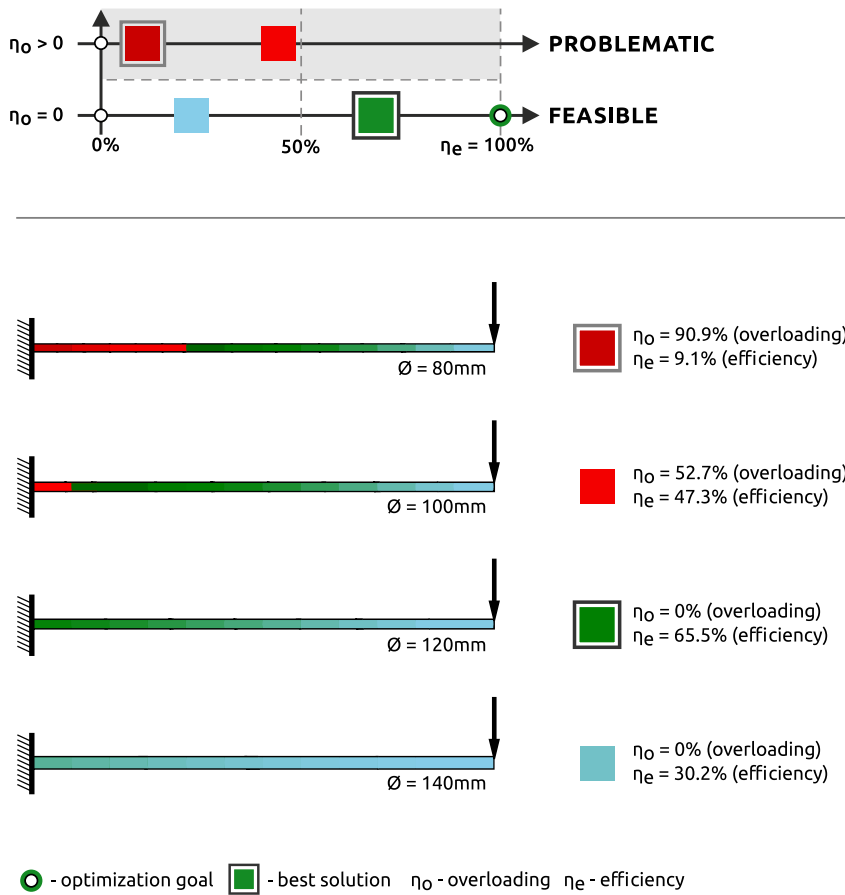 ηo > 0 PROBLEMATIC
ηo = 0 FEASIBLE
0% 50% ηe = 100%
ηo = 90.9% (overloading)
ηe = 9.1% (efficiency)
Ø = 80mm
ηo = 52.7% (overloading)
ηe = 47.3% (efficiency)
Ø = 100mm
ηo = 0% (overloading)
ηe = 65.5% (efficiency)
Ø = 120mm
ηo = 0% (overloading)
ηe = 30.2% (efficiency)
Ø = 140mm
- optimization goal - best solution ηo - overloading ηe - efficiency